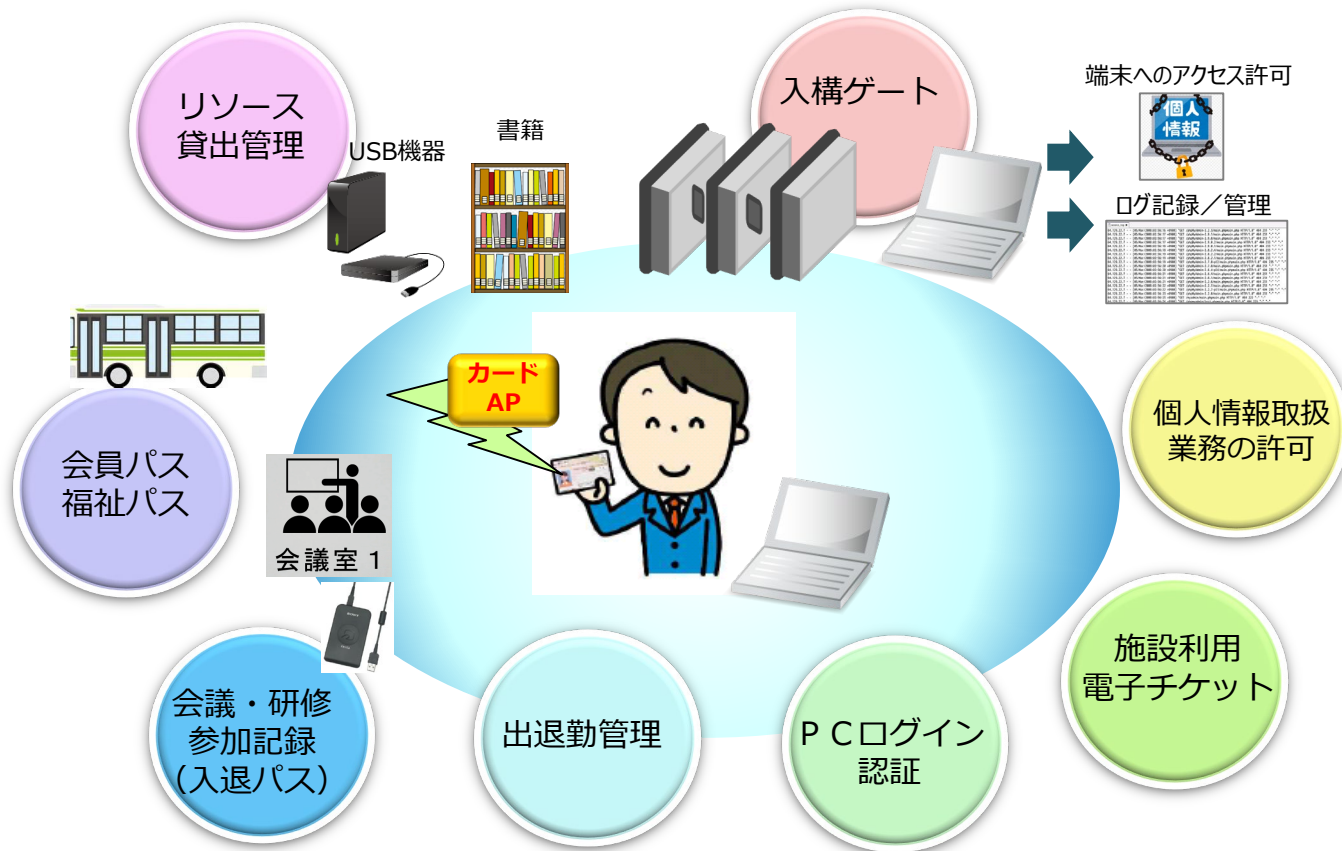 リソース
貸出管理
USB機器
書籍
入構ゲート
端末へのアクセス許可
個人
情報
ログ記録／管理
カード
AP
会員パス
福祉パス
個人情報取扱
業務の許可
会議室１
会議・研修
参加記録
（入退パス）
出退勤管理
ＰＣログイン
認証
施設利用
電子チケット